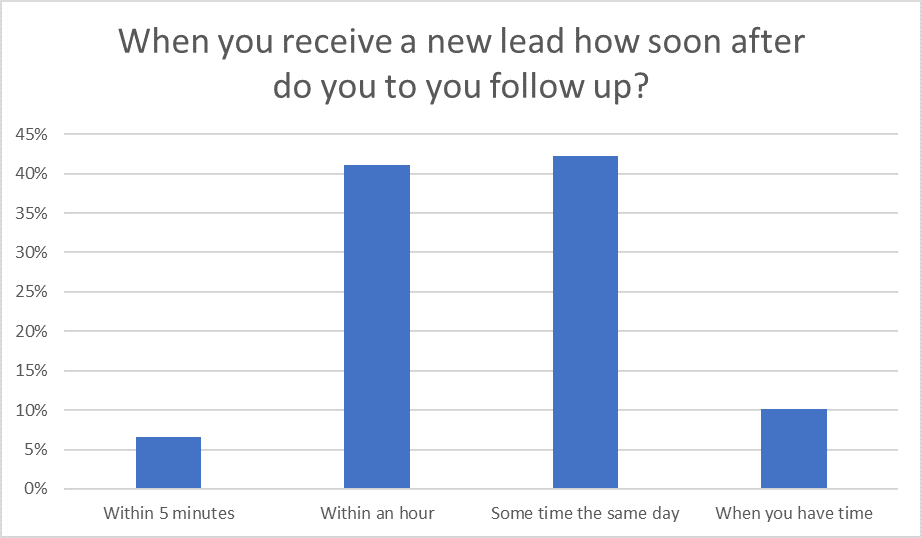 When you receive a new lead how soon after
do you to you follow up?
45%
40%
35%
30%
25%
20%
15%
10%
5%
0%
Within 5 minutes
Within an hour
Some time the same day
When you have time